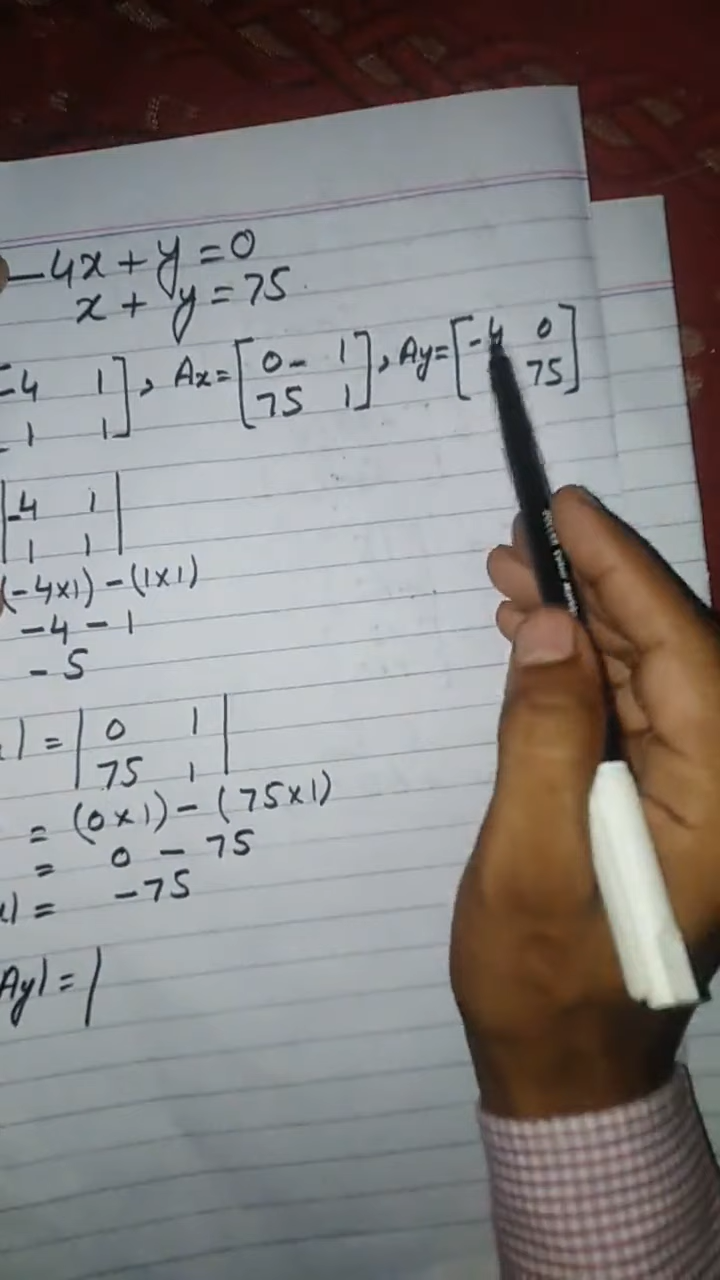 -4x + y = 0
x + y = 75
-4 1 ] , Ax = [ 0 - 1 ] , Ay = [ -4 0 ]
1 1 ] [ 75 1 ] [ 75 ]
| -4 1 |
| 1 1 |
(-4x1) - (1x1)
-4 - 1
- 5
| = | 0 1 |
| 75 1 |
= (0x1) - (75x1)
= 0 - 75
| = -75
Ay| = |